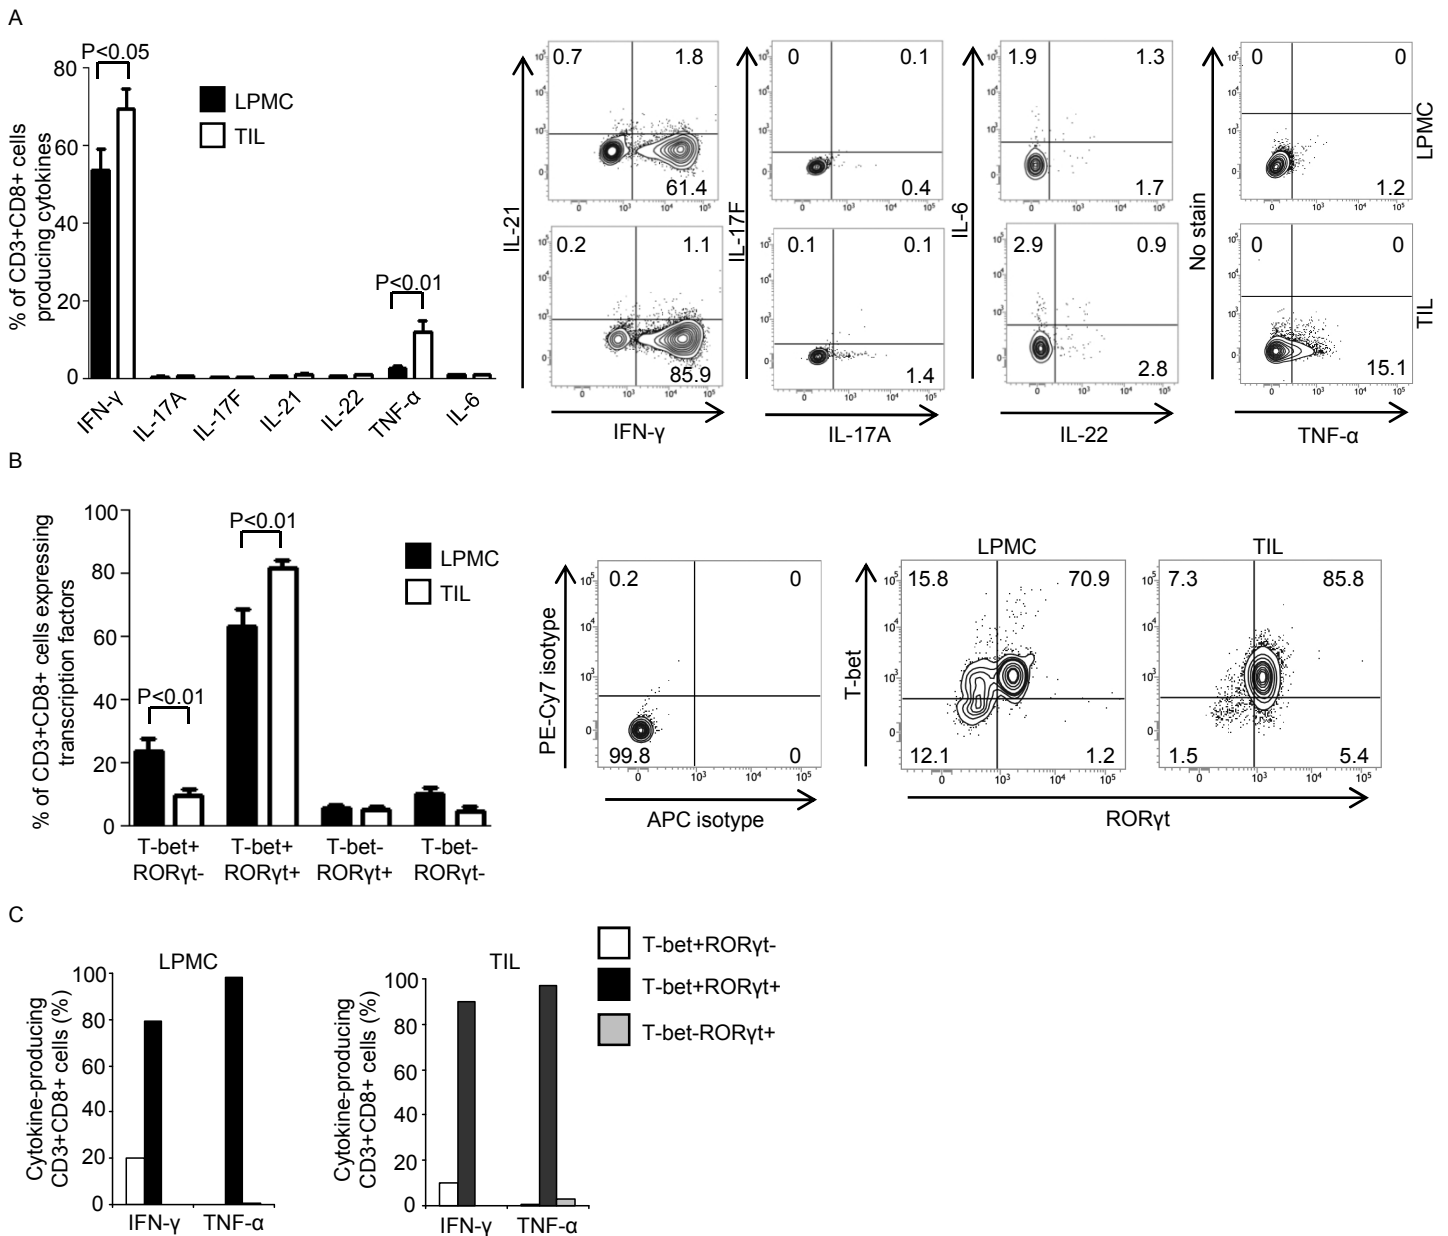 A
P<0.05
80
60
40
20
0
% of CD3+CD8+ cells
producing cytokines
LPMC
TIL
P<0.01
IFN-γ
IL-17A
IL-17F
IL-21
IL-22
TNF-α
IL-6
0.7 1.8
61.4
0.2 1.1
85.9
IL-21
IFN-γ
0 0.1
0.4
0.1 0.1
1.4
IL-17F
IL-17A
1.9 1.3
1.7
2.9 0.9
2.8
IL-6
IL-22
0 0
1.2
0 0
15.1
No stain
TNF-α
LPMC
TIL
B
100
80
60
40
20
0
% of CD3+CD8+ cells expressing
transcription factors
P<0.01
P<0.01
LPMC
TIL
T-bet+ T-bet+ T-bet- T-bet-
RORγt- RORγt+ RORγt+ RORγt-
0.2 0
99.8 0
0 10³ 10⁴ 10⁵
PE-Cy7 isotype
APC isotype
LPMC TIL
15.8 70.9
12.1 1.2
7.3 85.8
1.5 5.4
T-bet
RORγt
C
LPMC
100
80
60
40
20
0
Cytokine-producing
CD3+CD8+ cells (%)
IFN-γ TNF-α
TIL
100
80
60
40
20
0
Cytokine-producing
CD3+CD8+ cells (%)
IFN-γ TNF-α
T-bet+RORγt-
T-bet+RORγt+
T-bet-RORγt+